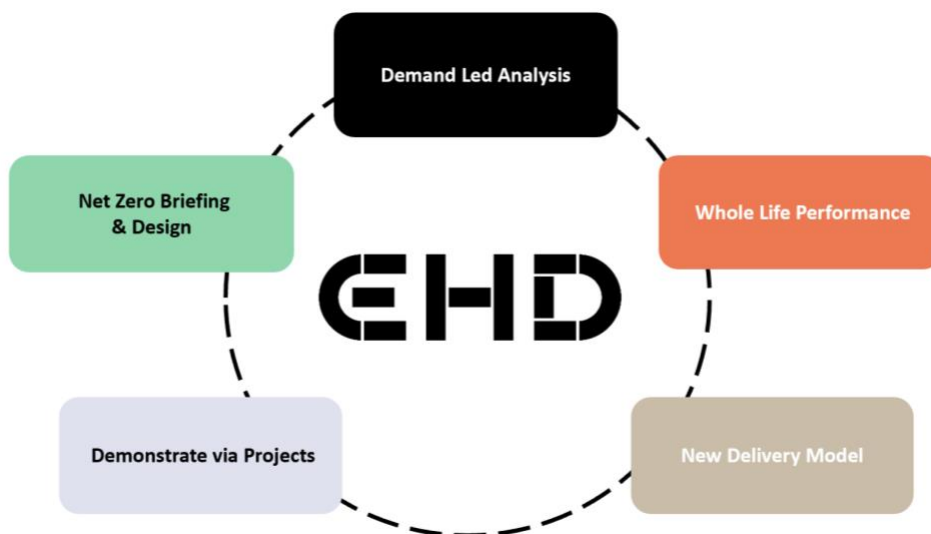 Demand Led Analysis
Net Zero Briefing
& Design
Whole Life Performance
EHD
Demonstrate via Projects
New Delivery Model